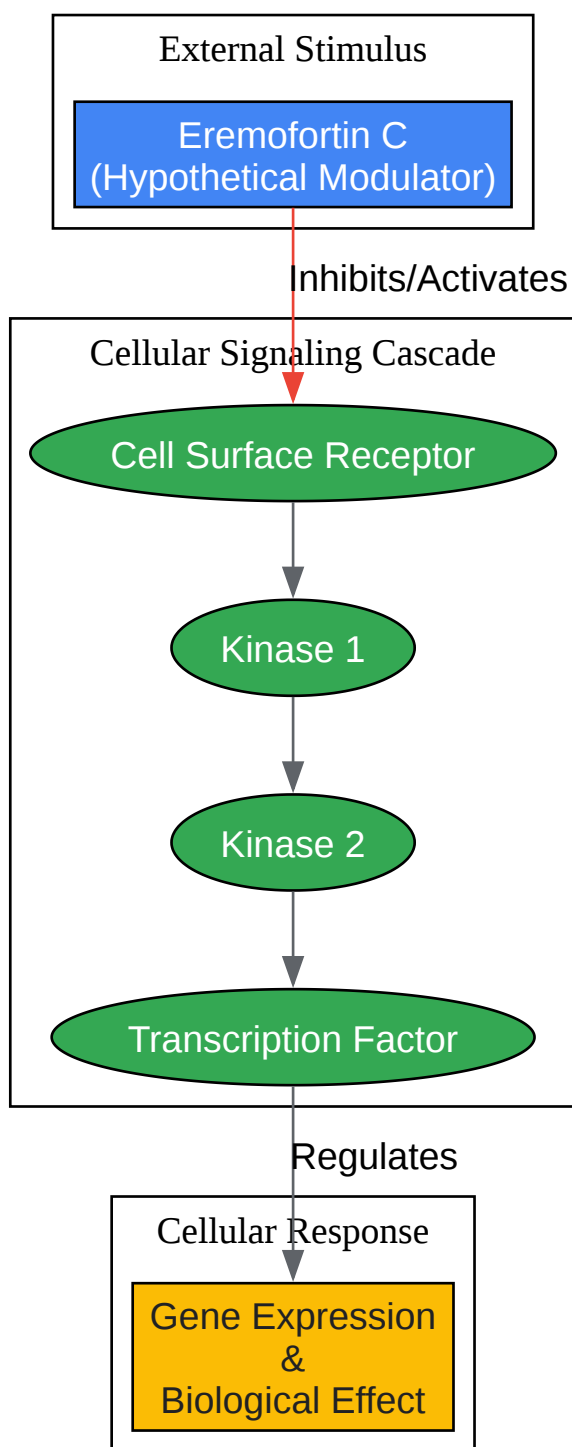 External Stimulus
Eremofortin C
(Hypothetical Modulator)
Inhibits/Activates
Cellular Signaling Cascade
Cell Surface Receptor
Kinase 1
Kinase 2
Transcription Factor
Regulates
Cellular Response
Gene Expression
&
Biological Effect